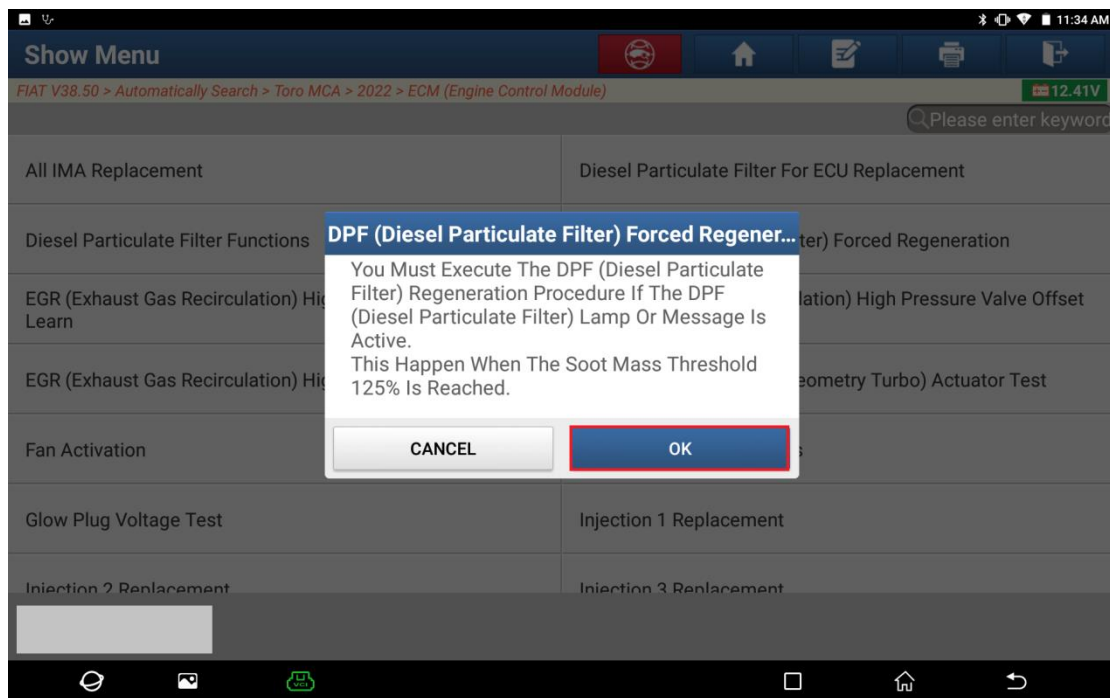 11:34 AM
Show Menu
FIAT V38.50 > Automatically Search > Toro MCA > 2022 > ECM (Engine Control Module)
12.41V
Please enter keyword
All IMA Replacement
Diesel Particulate Filter For ECU Replacement
Diesel Particulate Filter Functions
ter) Forced Regeneration
DPF (Diesel Particulate Filter) Forced Regener...
You Must Execute The DPF (Diesel Particulate
Filter) Regeneration Procedure If The DPF
(Diesel Particulate Filter) Lamp Or Message Is
Active.
This Happen When The Soot Mass Threshold
125% Is Reached.
CANCEL
OK
EGR (Exhaust Gas Recirculation) Hig
Learn
lation) High Pressure Valve Offset
EGR (Exhaust Gas Recirculation) Hig
eometry Turbo) Actuator Test
Fan Activation
s
Glow Plug Voltage Test
Injection 1 Replacement
Injection 2 Replacement
Injection 3 Replacement
VCI